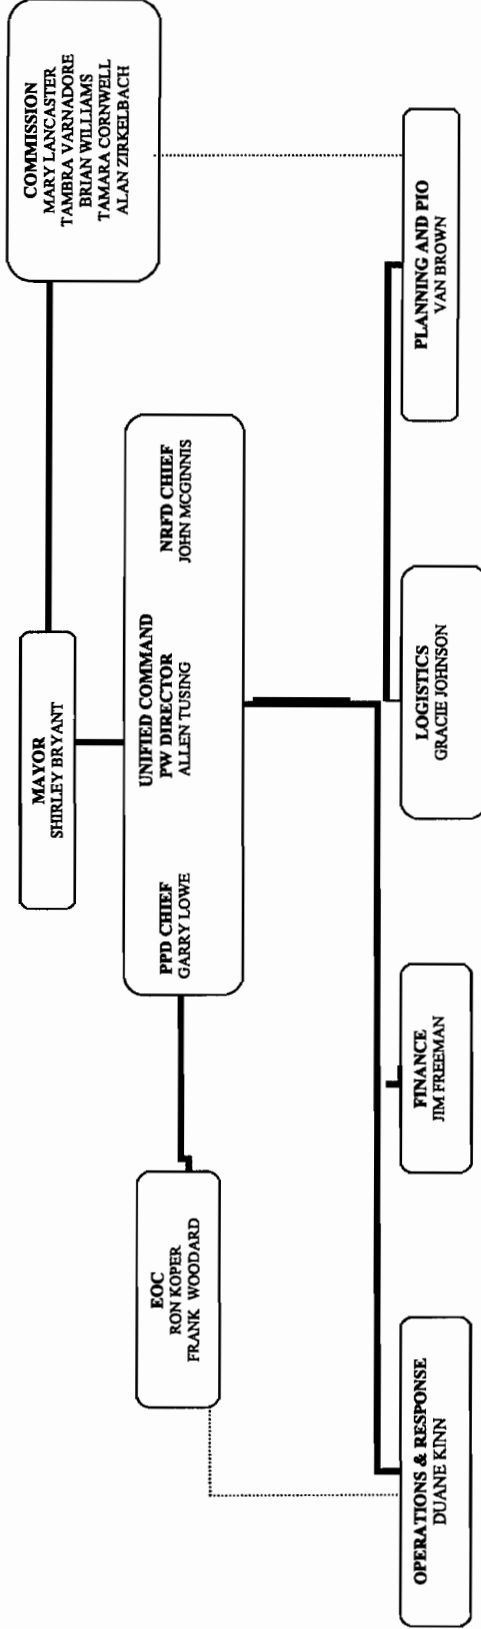 COMMISSION
MARY LANCASTER
TAMBRA VARNADORE
BRIAN WILLIAMS
TAMARA CORNWELL
ALAN ZIRKELBACH
MAYOR
SHIRLEY BRYANT
UNIFIED COMMAND
PPD CHIEF PW DIRECTOR NRFD CHIEF
GARRY LOWE ALLEN TUSING JOHN MCGINNIS
EOC
RON KOPER
FRANK WOODARD
OPERATIONS & RESPONSE
DUANE KINN
FINANCE
JIM FREEMAN
LOGISTICS
GRACIE JOHNSON
PLANNING AND PIO
VAN BROWN